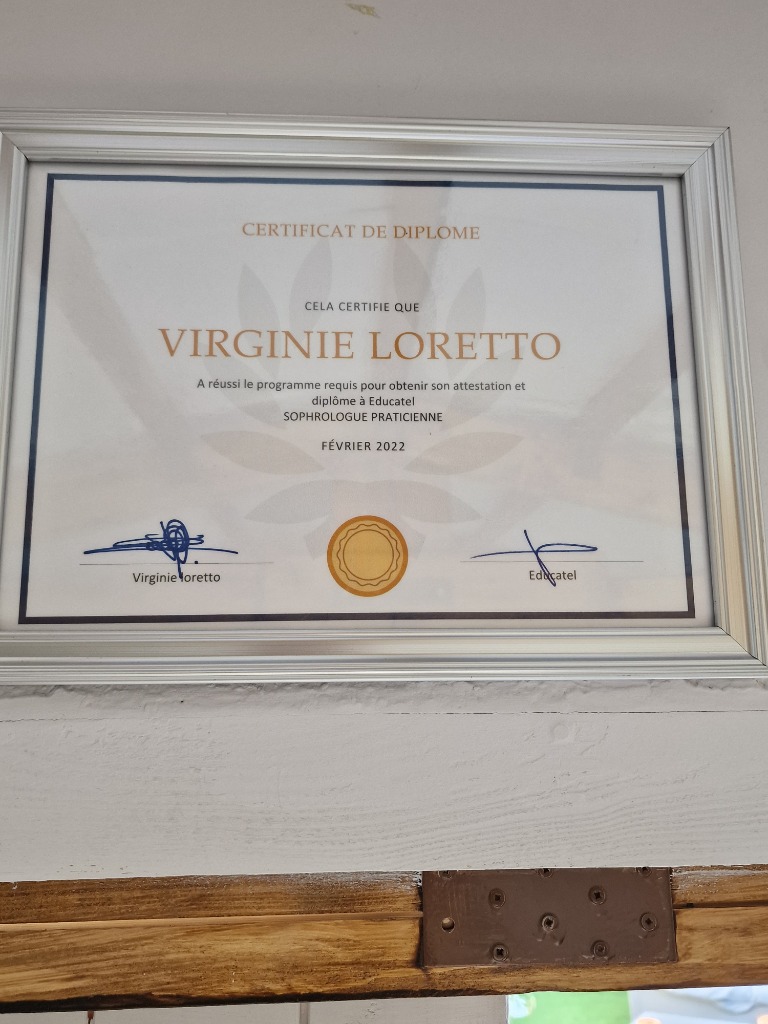 CERTIFICAT DE DIPLOME
CELA CERTIFIE QUE
VIRGINIE LORETTO
A réussi le programme requis pour obtenir son attestation et
diplôme à Educatel
SOPHROLOGUE PRATICIENNE
FÉVRIER 2022
Virginie loretto
Educatel